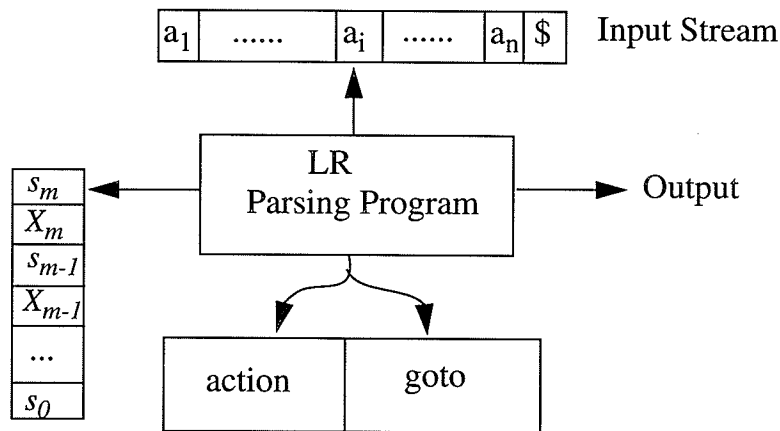 a1 ...... ai ...... an $ Input Stream
LR
Parsing Program
Output
sm
Xm
sm-1
Xm-1
...
s0
action goto